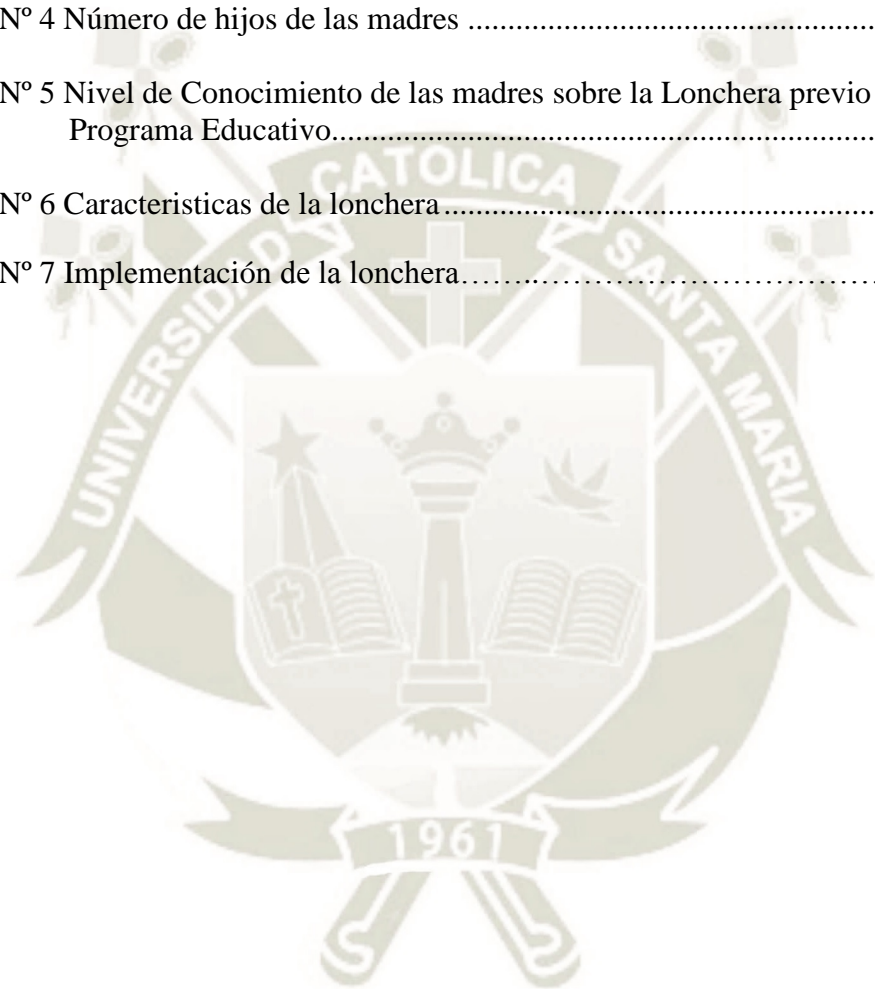 Nº 4 Número de hijos de las madres ....................................................
Nº 5 Nivel de Conocimiento de las madres sobre la Lonchera previo
Programa Educativo.....................................................................
Nº 6 Caracteristicas de la lonchera.......................................................
Nº 7 Implementación de la lonchera……..……………………………
UNIVERSIDAD CATOLICA SANTA MARIA
1961